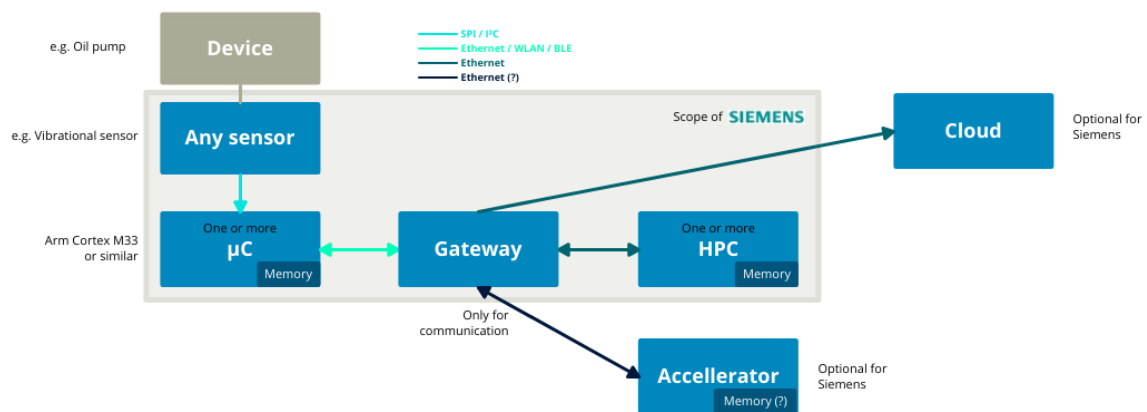 e.g. Oil pump
Device
SPI / I²C
Ethernet / WLAN / BLE
Ethernet
Ethernet (?)
Scope of SIEMENS
e.g. Vibrational sensor
Any sensor
Cloud
Optional for
Siemens
Arm Cortex M33
or similar
One or more
µC
Memory
Gateway
One or more
HPC
Memory
Only for
communication
Accellerator
Memory (?)
Optional for
Siemens